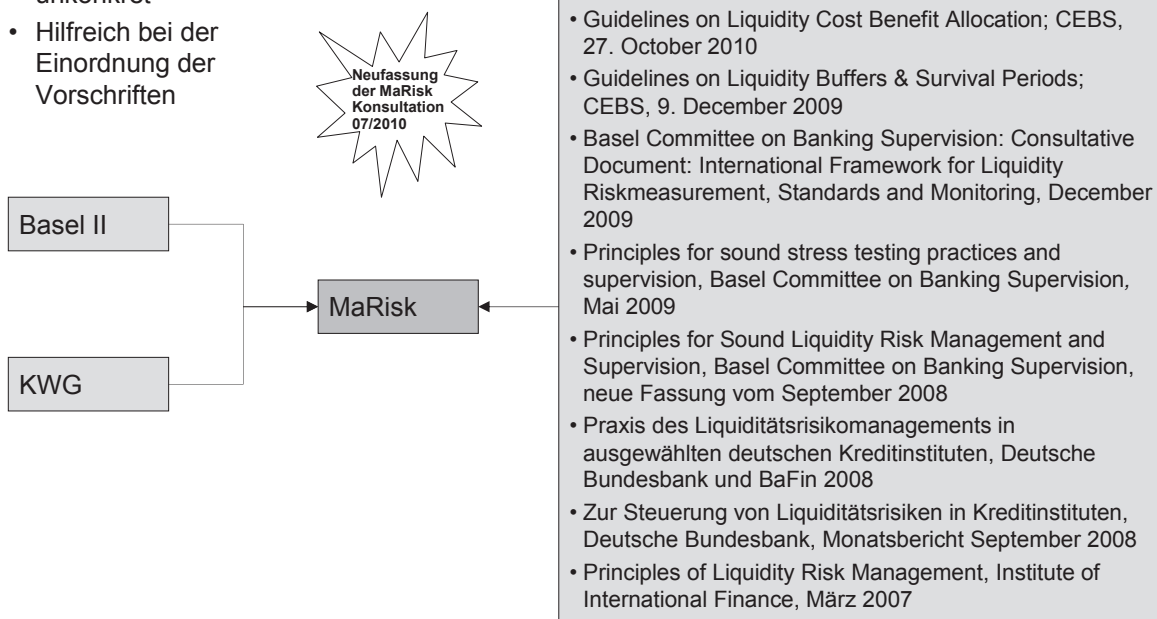 unkonkret
• Hilfreich bei der
Einordnung der
Vorschriften
Neufassung
der MaRisk
Konsultation
07/2010
Basel II
MaRisk
KWG
• Guidelines on Liquidity Cost Benefit Allocation; CEBS,
27. October 2010
• Guidelines on Liquidity Buffers & Survival Periods;
CEBS, 9. December 2009
• Basel Committee on Banking Supervision: Consultative
Document: International Framework for Liquidity
Riskmeasurement, Standards and Monitoring, December
2009
• Principles for sound stress testing practices and
supervision, Basel Committee on Banking Supervision,
Mai 2009
• Principles for Sound Liquidity Risk Management and
Supervision, Basel Committee on Banking Supervision,
neue Fassung vom September 2008
• Praxis des Liquiditätsrisikomanagements in
ausgewählten deutschen Kreditinstituten, Deutsche
Bundesbank und BaFin 2008
• Zur Steuerung von Liquiditätsrisiken in Kreditinstituten,
Deutsche Bundesbank, Monatsbericht September 2008
• Principles of Liquidity Risk Management, Institute of
International Finance, März 2007